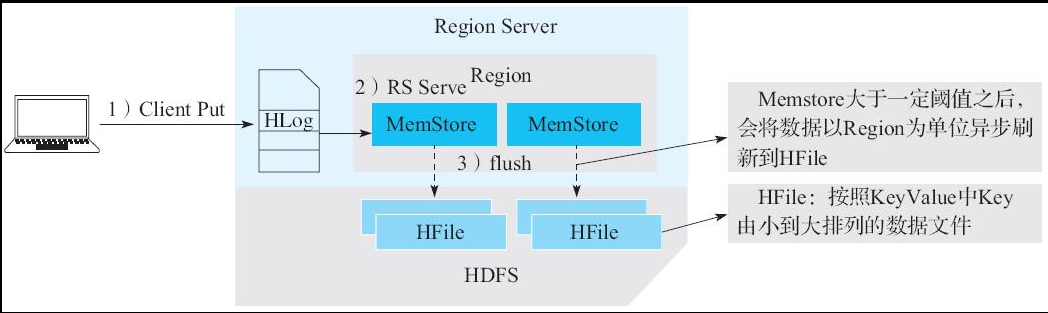 Region Server
Region
2）RS Serve
1）Client Put
HLog
MemStore
MemStore
3）flush
HFile
HFile
HDFS
Memstore大于一定阈值之后，
会将数据以Region为单位异步刷
新到HFile
HFile：按照KeyValue中Key
由小到大排列的数据文件